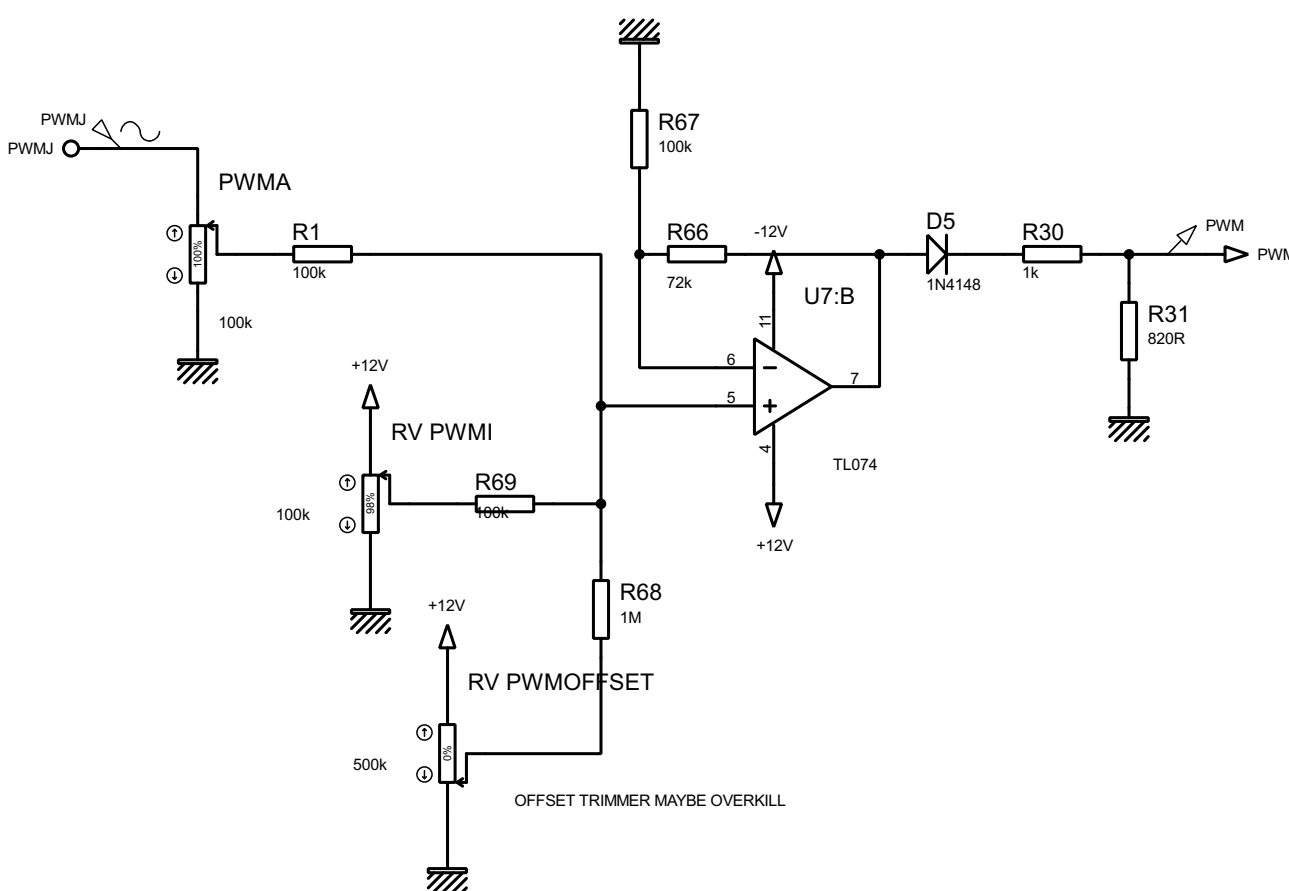 PWMJ
PWMJ
PWMA
100%
100k
R1
100k
R67
100k
R66
72k
-12V
D5
1N4148
R30
1k
PWM
PWM
R31
820R
U7:B
11
6
5
7
4
TL074
+12V
+12V
RV PWMI
98%
100k
R69
100k
R68
1M
+12V
RV PWMOFFSET
0%
500k
OFFSET TRIMMER MAYBE OVERKILL